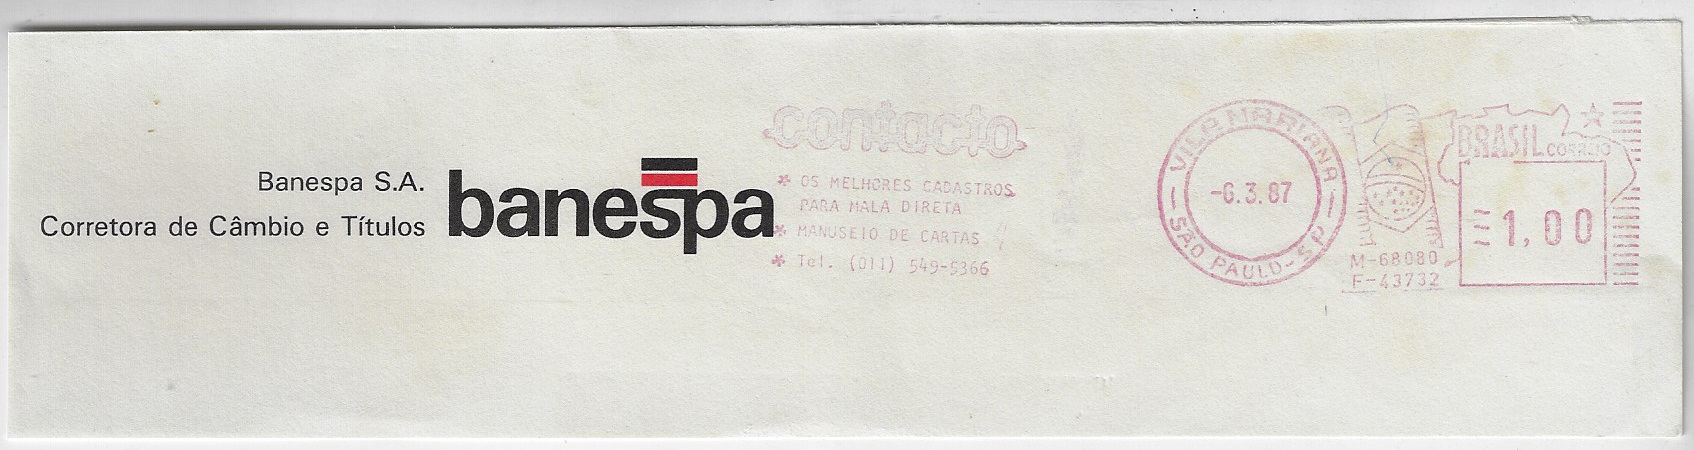 Banespa S.A.
Corretora de Câmbio e Títulos
banespa
contacto
* OS MELHORES CADASTROS
PARA MALA DIRETA
* MANUSEIO DE CARTAS
* Tel. (011) 549-5366
VILA MARIANA
-6.3.87
SÃO PAULO-SP
M-68080
F-43732
BRASIL CORREIO
1,00